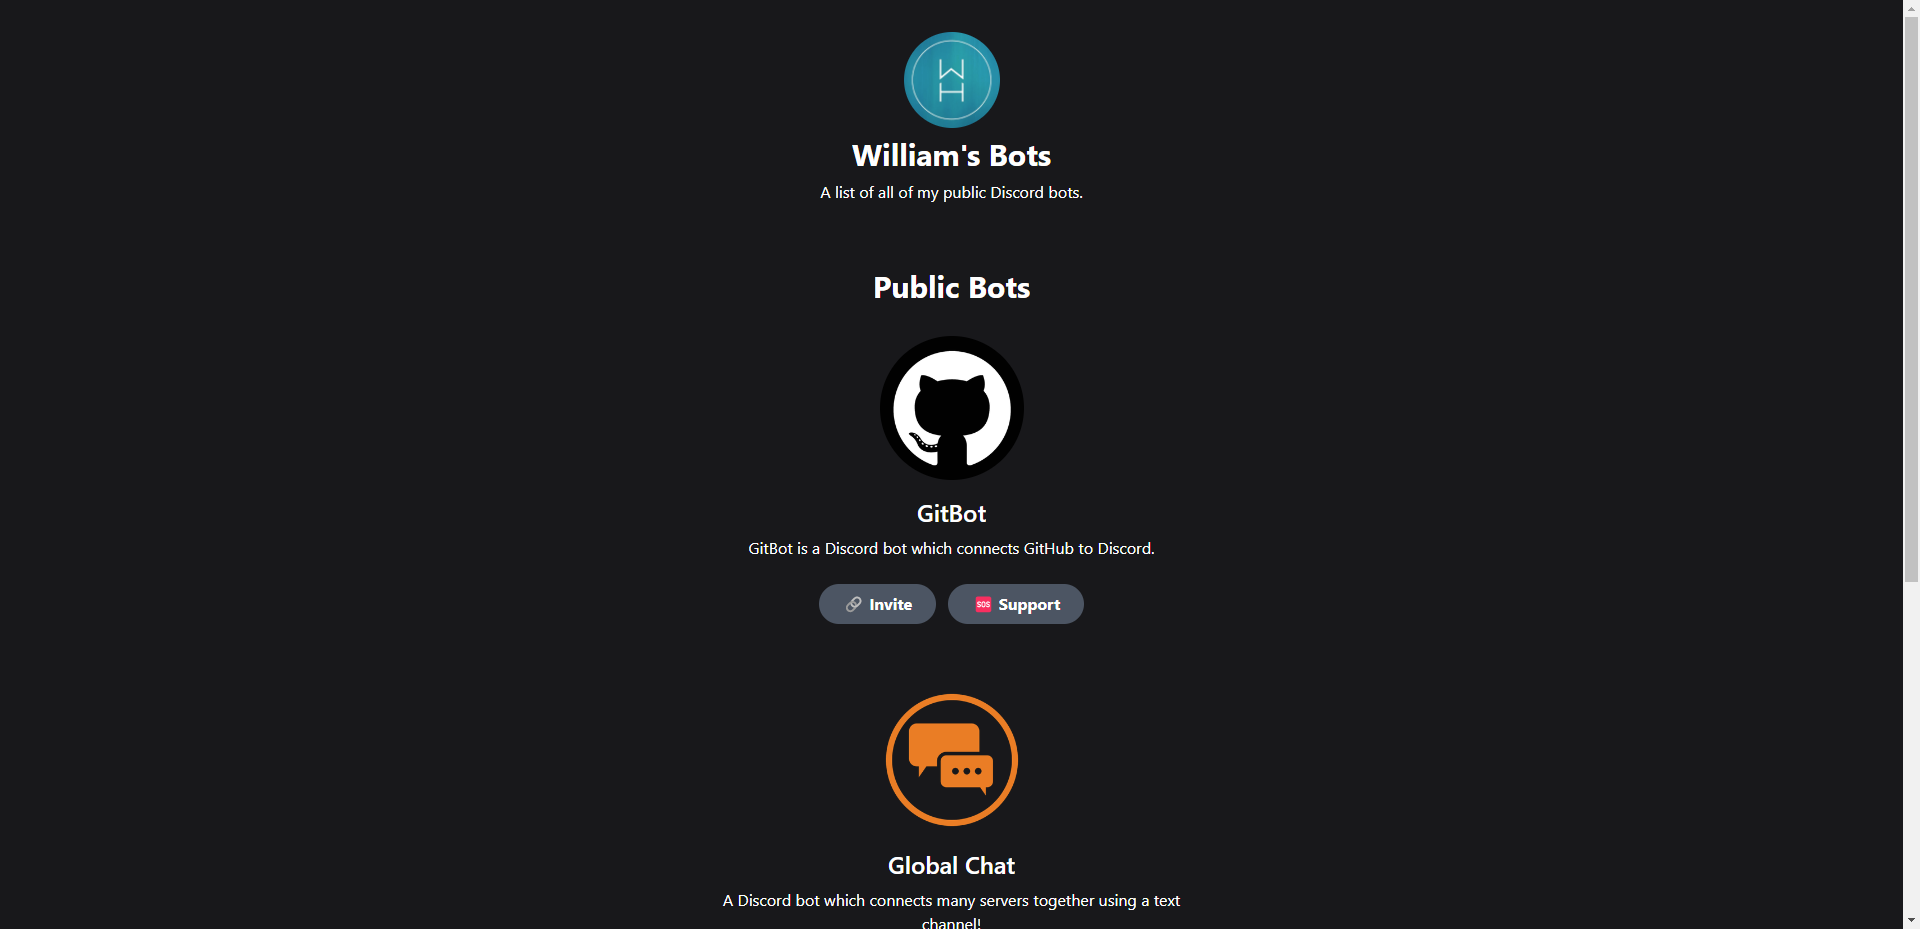 WH
William's Bots
A list of all of my public Discord bots.
Public Bots
GitBot
GitBot is a Discord bot which connects GitHub to Discord.
Invite
SOS Support
Global Chat
A Discord bot which connects many servers together using a text
channel!